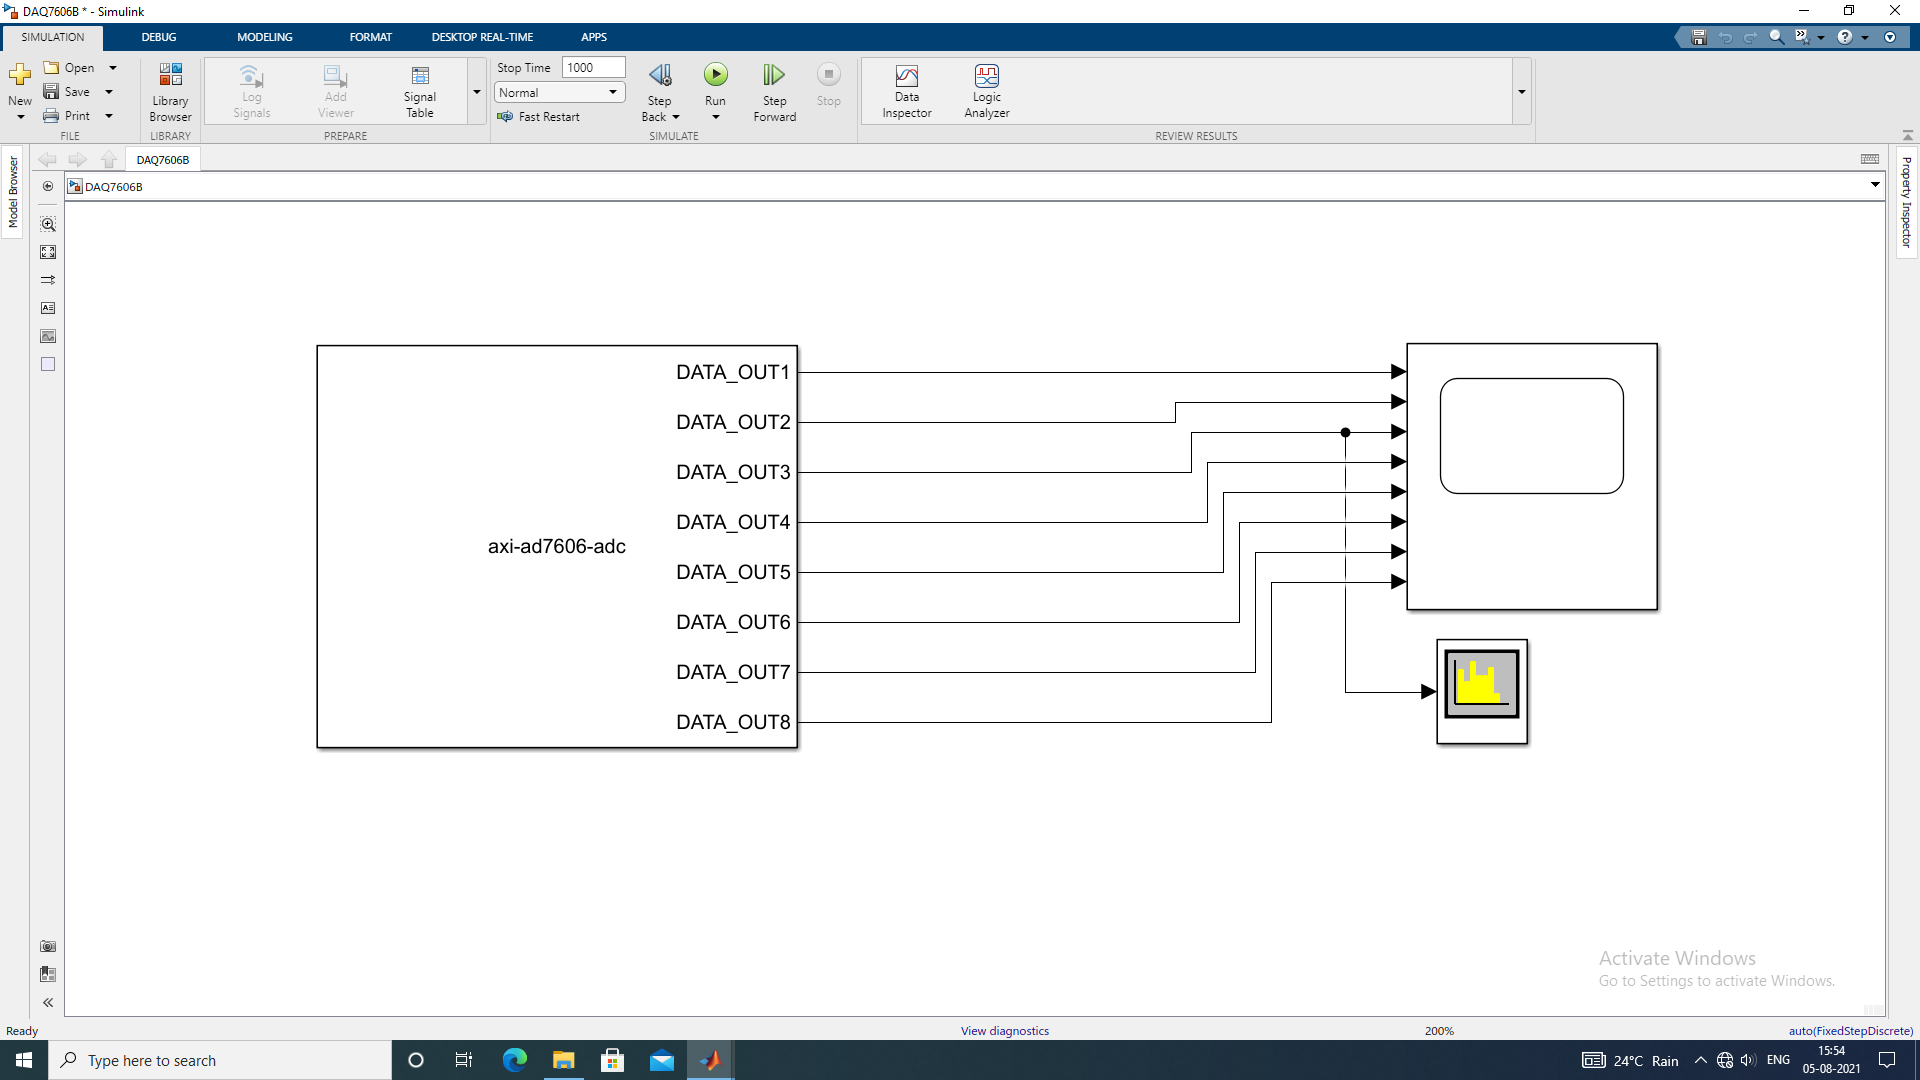 DAQ7606B * - Simulink
SIMULATION DEBUG MODELING FORMAT DESKTOP REAL-TIME APPS
New
Open
Save
Print
FILE
Library
Browser
LIBRARY
Log
Signals
Add
Viewer
Signal
Table
PREPARE
Stop Time 1000
Normal
Fast Restart
Step
Back
Run
Step
Forward
Stop
SIMULATE
Data
Inspector
Logic
Analyzer
REVIEW RESULTS
Model Browser
DAQ7606B
DAQ7606B
Property Inspector
axi-ad7606-adc
DATA_OUT1
DATA_OUT2
DATA_OUT3
DATA_OUT4
DATA_OUT5
DATA_OUT6
DATA_OUT7
DATA_OUT8
Activate Windows
Go to Settings to activate Windows.
Ready View diagnostics 200% auto(FixedStepDiscrete)
Type here to search
24°C Rain
ENG
15:54
05-08-2021